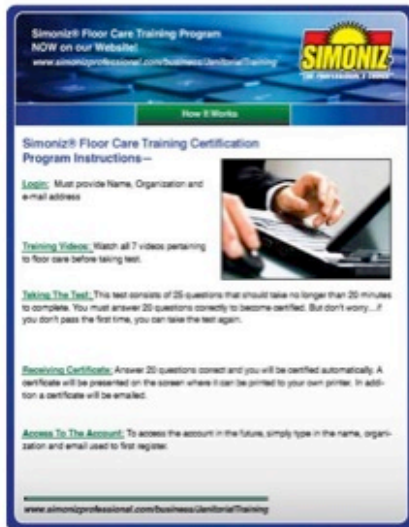 Simoniz® Floor Care Training Program
NOW on our Website!
www.simonizprofessional.com/business/JanitorialTraining
SIMONIZ
How it Works
Simoniz® Floor Care Training Certification
Program Instructions—
Login: Must provide Name, Organization and
e-mail address
Training Videos: Watch all 7 videos pertaining
to floor care before taking test.
Taking The Test: This test consists of 25 questions that should take no longer than 20 minutes
to complete. You must answer 20 questions correctly to become certified. But don't worry...if
you don't pass the first time, you can take the test again.
Receiving Certificate: Answer 20 questions correct and you will be certified automatically. A
certificate will be presented on the screen where it can be printed to your own printer. In addi-
tion a certificate will be emailed.
Access To The Account: To access the account in the future, simply type in the name, organi-
zation and email used to first register.
www.simonizprofessional.com/business/JanitorialTraining